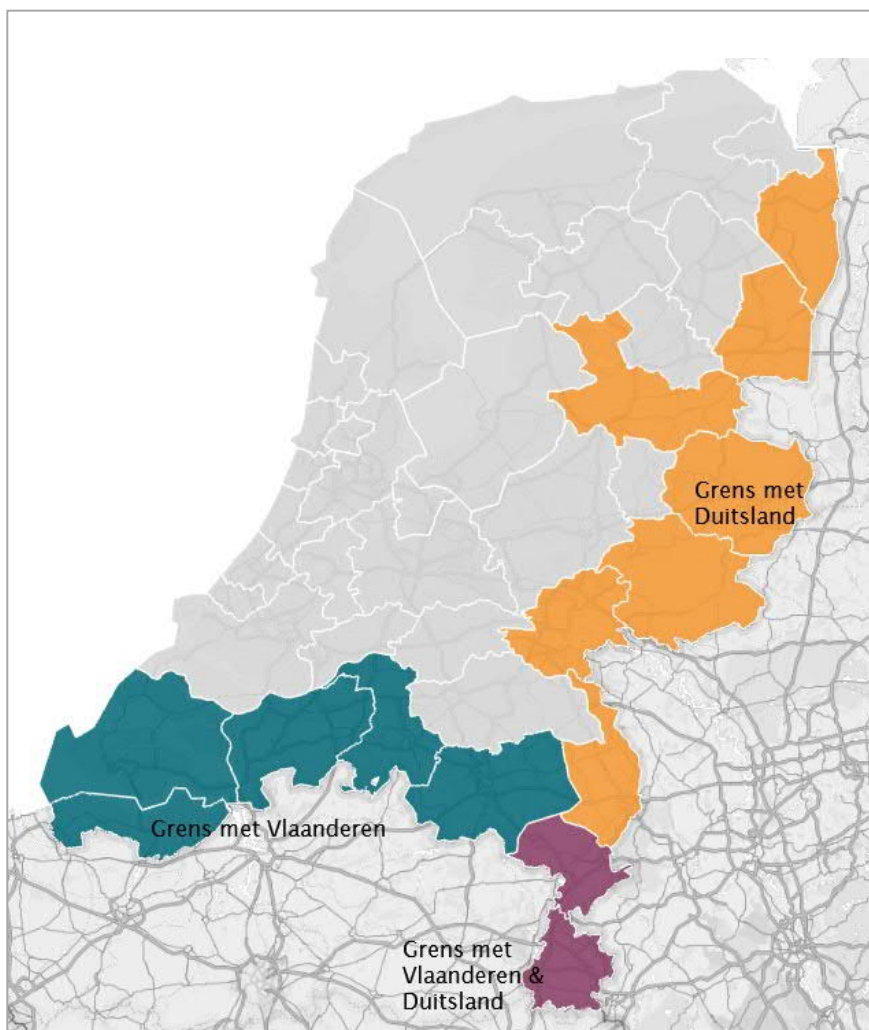 Grens met
Duitsland
Grens met Vlaanderen
Grens met
Vlaanderen &
Duitsland